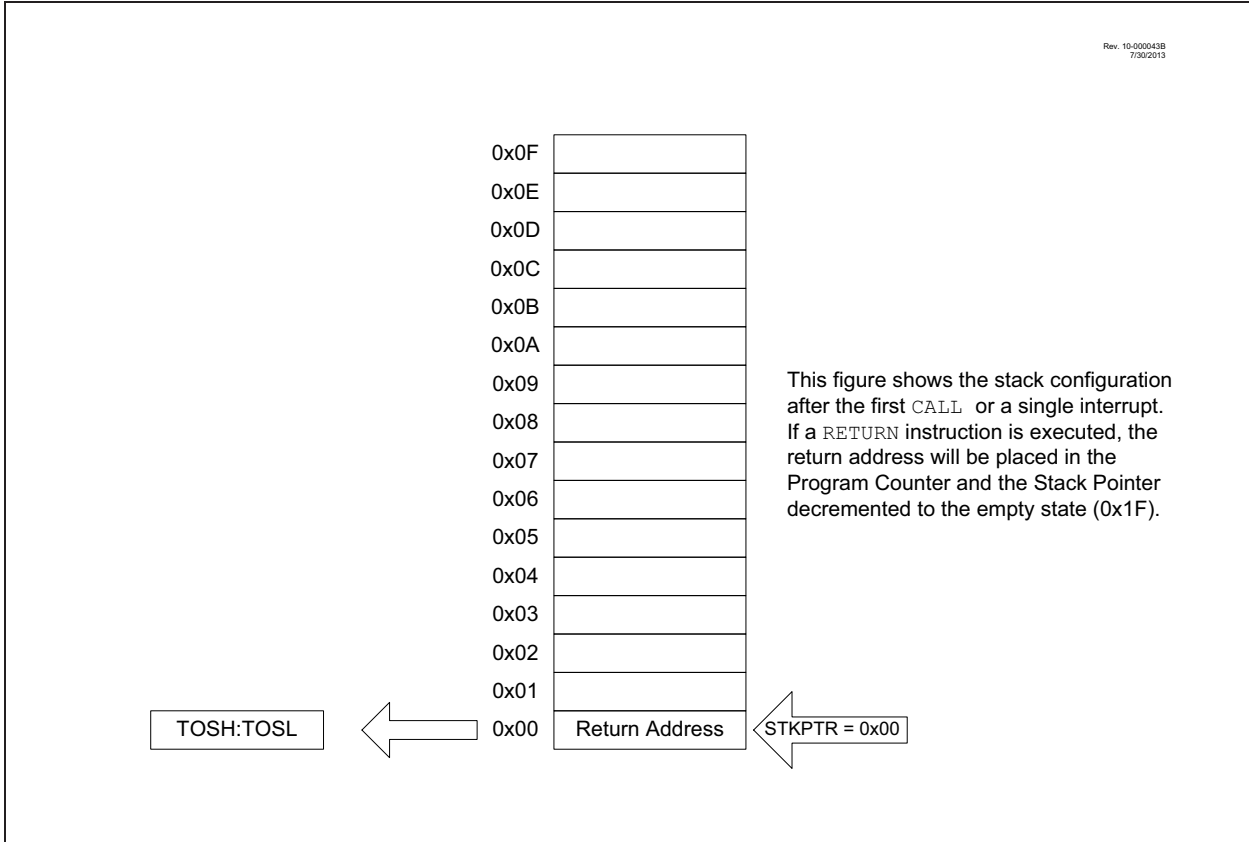 Rev. 10-000043B
7/30/2013
0x0F
0x0E
0x0D
0x0C
0x0B
0x0A
0x09
0x08
0x07
0x06
0x05
0x04
0x03
0x02
0x01
0x00
This figure shows the stack configuration
after the first CALL or a single interrupt.
If a RETURN instruction is executed, the
return address will be placed in the
Program Counter and the Stack Pointer
decremented to the empty state (0x1F).
TOSH:TOSL
Return Address
STKPTR = 0x00